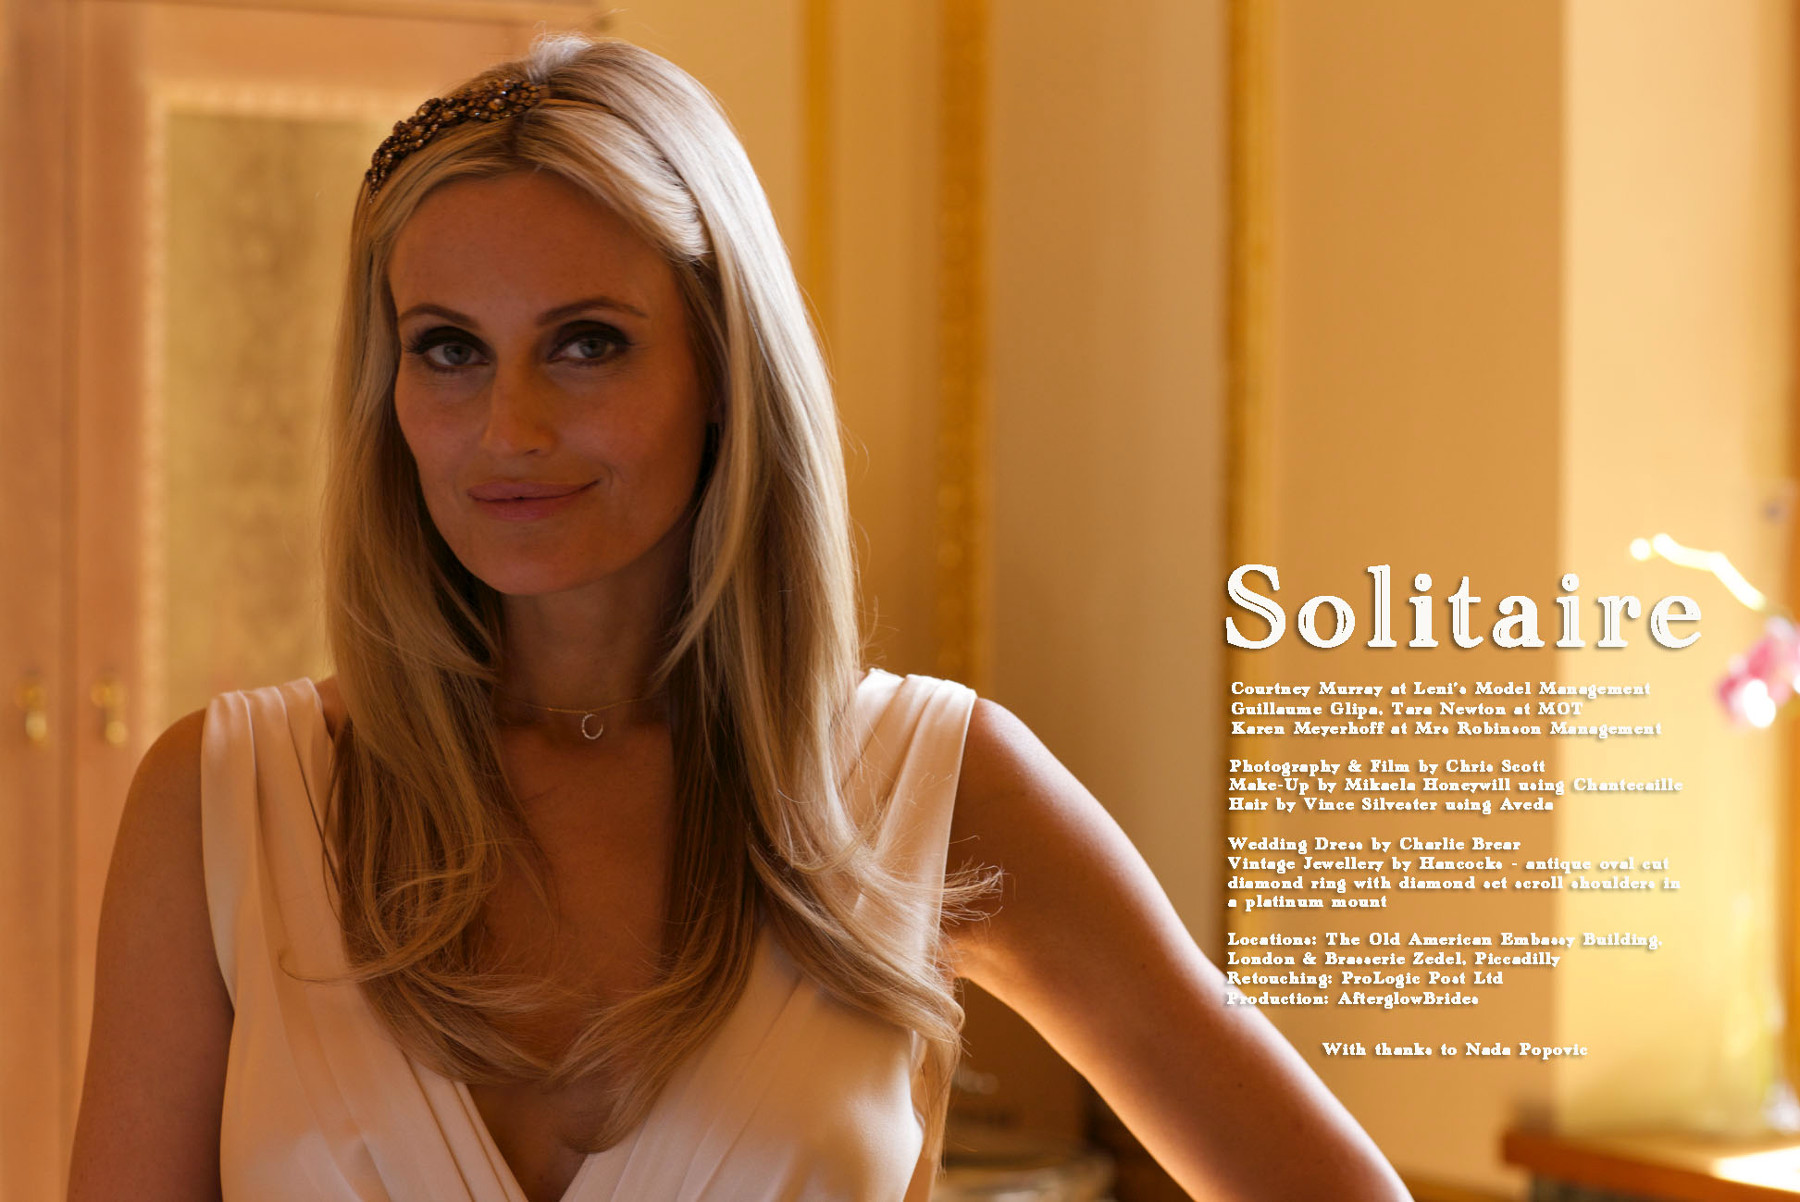 Solitaire
Courtney Murray at Leni's Model Management
Guillaume Glipa, Tara Newton at MOT
Karen Meyerhoff at Mrs Robinson Management
Photography & Film by Chris Scott
Make-Up by Mikaela Honeywill using Chantecaille
Hair by Vince Silvester using Aveda
Wedding Dress by Charlie Brear
Vintage Jewellery by Hancocks - antique oval cut
diamond ring with diamond set scroll shoulders in
a platinum mount
Locations: The Old American Embassy Building,
London & Brasserie Zedel, Piccadilly
Retouching: ProLogic Post Ltd
Production: AfterglowBrides
With thanks to Nada Popovic